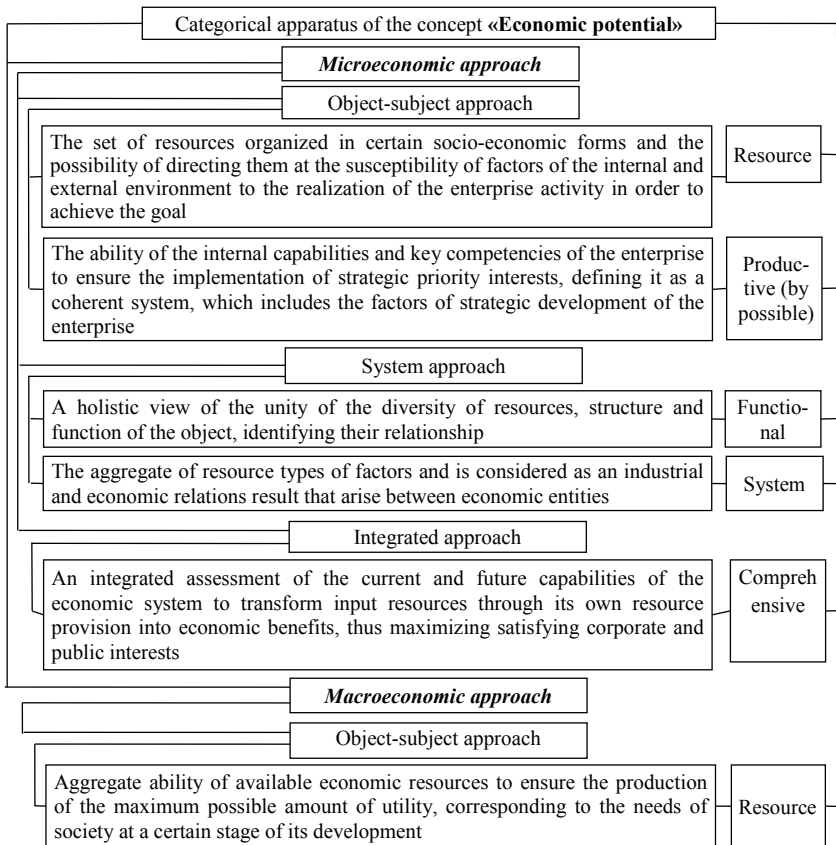 Categorical apparatus of the concept «Economic potential»
Microeconomic approach
Object-subject approach
The set of resources organized in certain socio-economic forms and the
possibility of directing them at the susceptibility of factors of the internal and
external environment to the realization of the enterprise activity in order to
achieve the goal
Resource
The ability of the internal capabilities and key competencies of the enterprise
to ensure the implementation of strategic priority interests, defining it as a
coherent system, which includes the factors of strategic development of the
enterprise
Produc-
tive (by
possible)
System approach
A holistic view of the unity of the diversity of resources, structure and
function of the object, identifying their relationship
Functio-
nal
The aggregate of resource types of factors and is considered as an industrial
and economic relations result that arise between economic entities
System
Integrated approach
An integrated assessment of the current and future capabilities of the
economic system to transform input resources through its own resource
provision into economic benefits, thus maximizing satisfying corporate and
public interests
Compreh
ensive
Macroeconomic approach
Object-subject approach
Aggregate ability of available economic resources to ensure the production
of the maximum possible amount of utility, corresponding to the needs of
society at a certain stage of its development
Resource